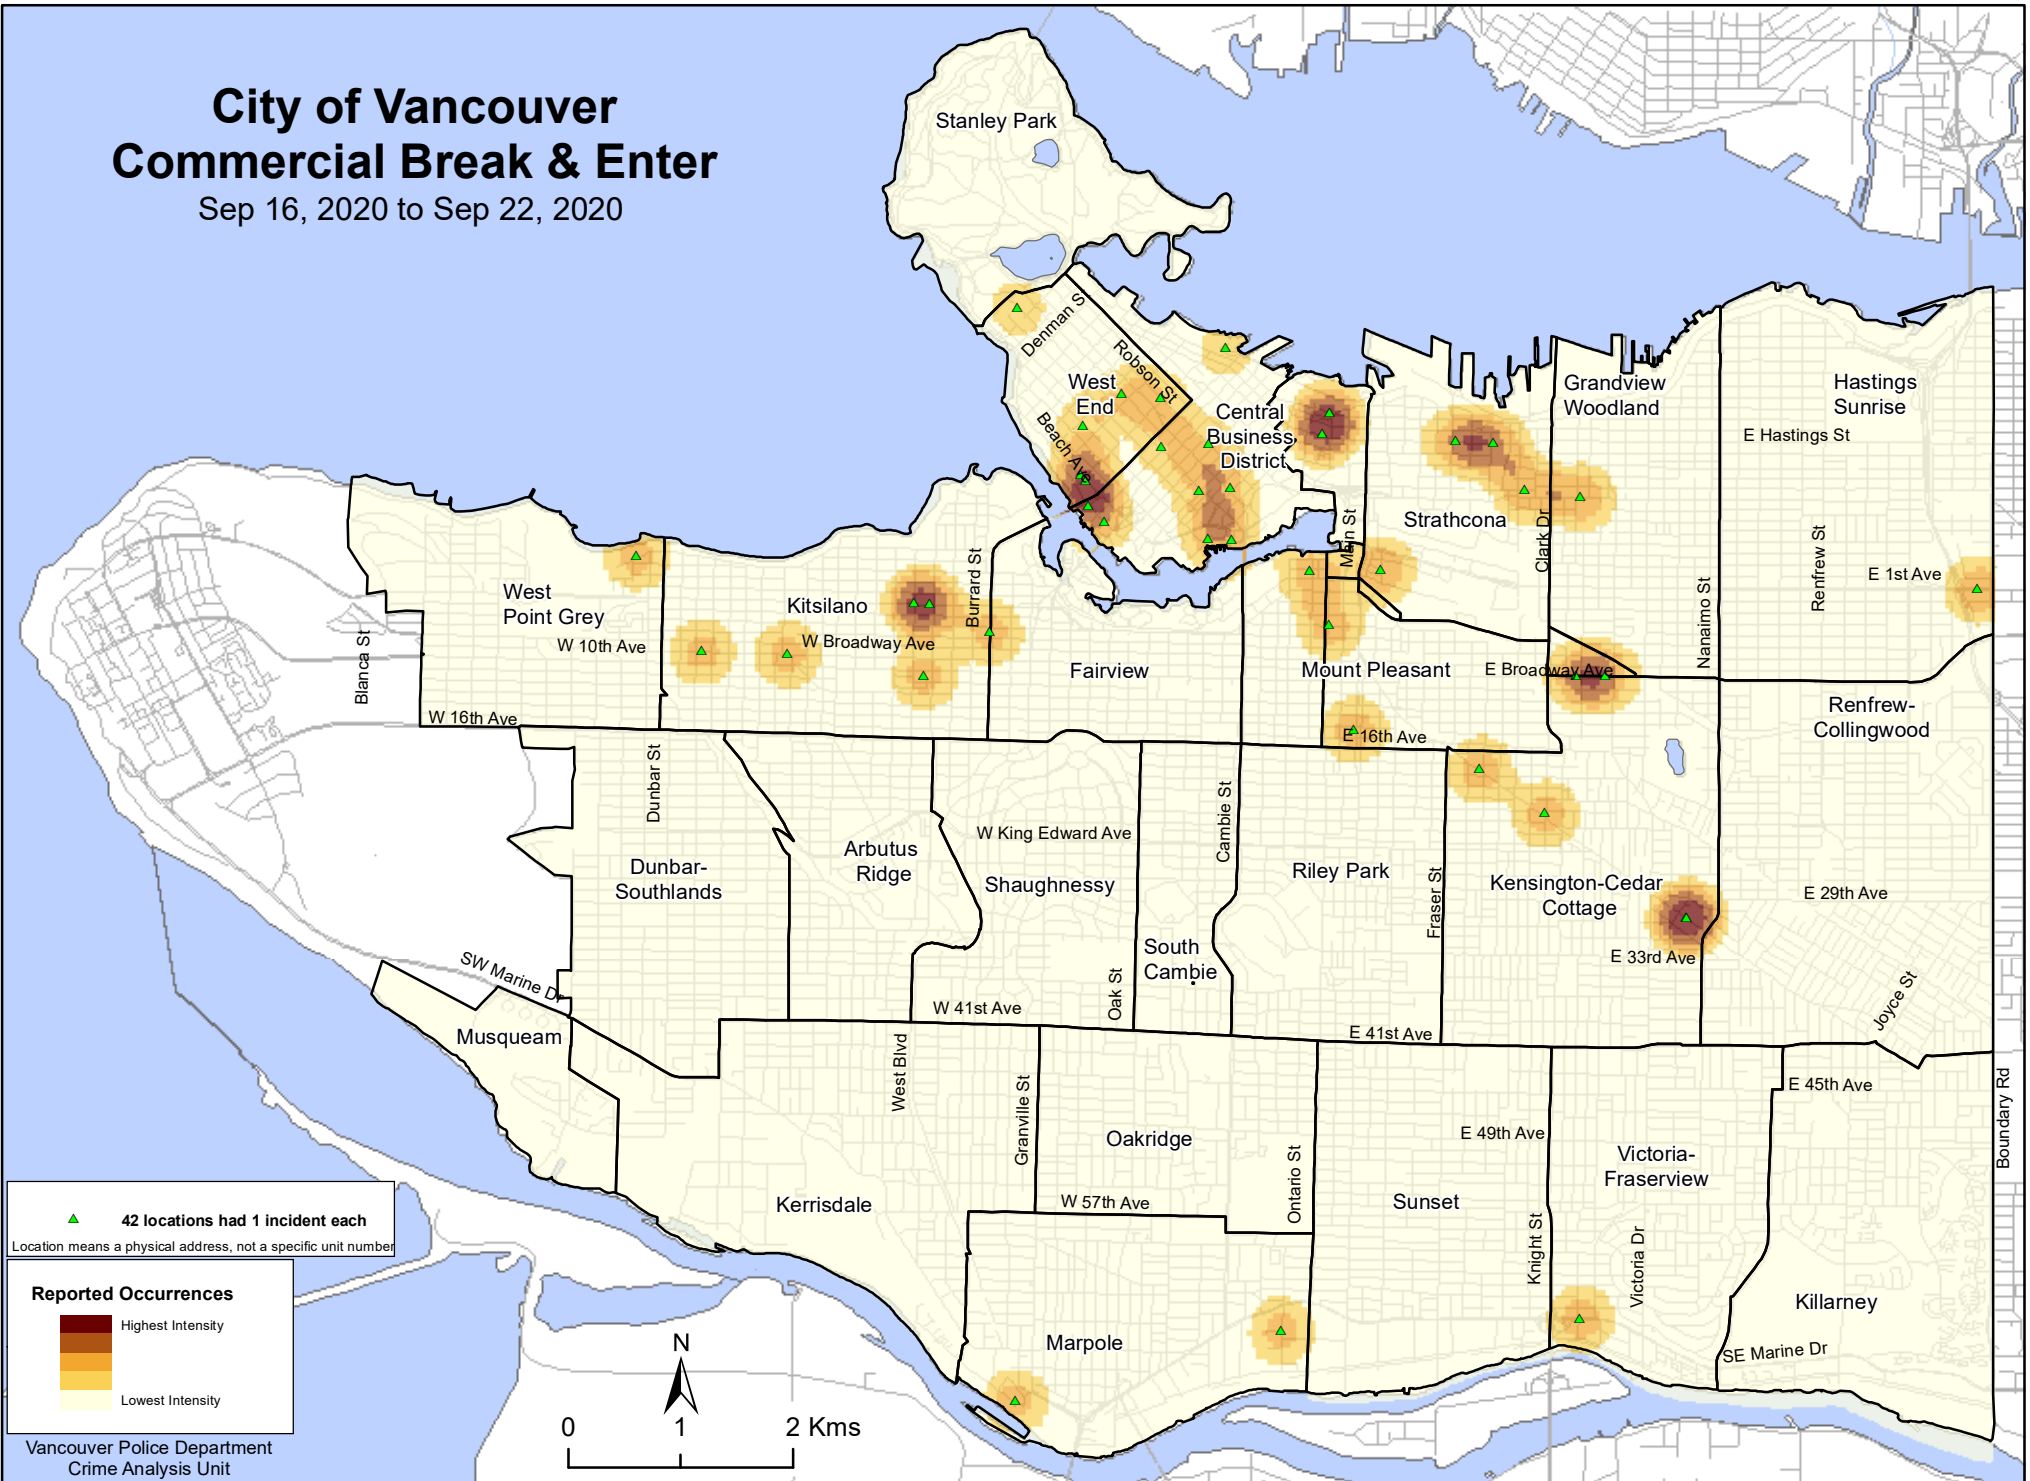 City of Vancouver
Commercial Break & Enter
Sep 16, 2020 to Sep 22, 2020
Stanley Park
Denman S
Robson St
West
End
Beach Ave
Central
Business
District
Grandview
Woodland
Hastings
Sunrise
E Hastings St
Strathcona
Main St
Clark Dr
Nanaimo St
Renfrew St
E 1st Ave
West
Point Grey
Kitsilano
Burrard St
W Broadway Ave
W 10th Ave
Blanca St
Fairview
Mount Pleasant
E Broadway Ave
Renfrew-
Collingwood
W 16th Ave
E 16th Ave
Dunbar St
Cambie St
W King Edward Ave
Arbutus
Ridge
Dunbar-
Southlands
Shaughnessy
Riley Park
Fraser St
Kensington-Cedar
Cottage
E 29th Ave
South
Cambie
E 33rd Ave
SW Marine Dr
Oak St
Joyce St
W 41st Ave
E 41st Ave
Musqueam
West Blvd
Granville St
E 45th Ave
Boundary Rd
Oakridge
E 49th Ave
Ontario St
Victoria-
Fraserview
Kerrisdale
W 57th Ave
Sunset
Knight St
Victoria Dr
Killarney
Marpole
SE Marine Dr
42 locations had 1 incident each
Location means a physical address, not a specific unit number
Reported Occurrences
Highest Intensity
Lowest Intensity
N
0 1 2 Kms
Vancouver Police Department
Crime Analysis Unit